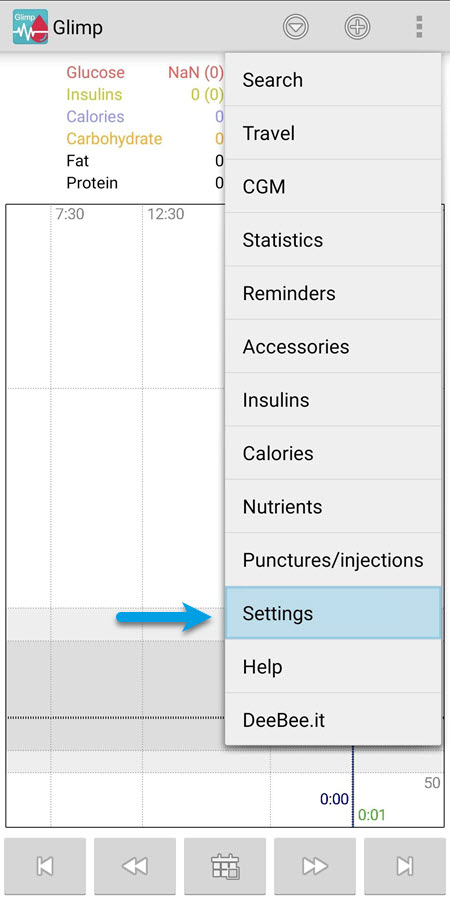 Glimp
Glimp
Glucose NaN (0)
Insulins 0 (0)
Calories 0
Carbohydrate 0
Fat 0
Protein 0
7:30 12:30
Search
Travel
CGM
Statistics
Reminders
Accessories
Insulins
Calories
Nutrients
Punctures/injections
Settings
Help
DeeBee.it
50
0:00
0:01